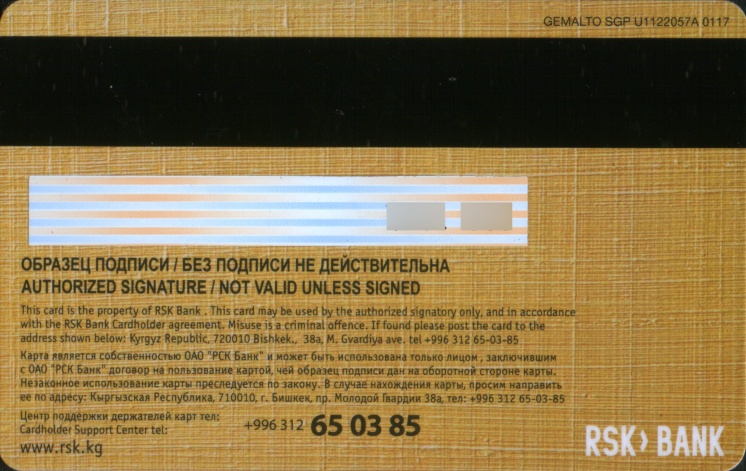 GEMALTO SGP U1122057A 0117
ОБРАЗЕЦ ПОДПИСИ / БЕЗ ПОДПИСИ НЕ ДЕЙСТВИТЕЛЬНА
AUTHORIZED SIGNATURE / NOT VALID UNLESS SIGNED
This card is the property of RSK Bank . This card may be used by the authorized signatory only, and in accordance
with the RSK Bank Cardholder agreement. Misuse is a criminal offence. If found please post the card to the
address shown below: Kyrgyz Republic, 720010 Bishkek., 38a, M. Gvardiya ave. tel +996 312 65-03-85
Карта является собственностью ОАО "РСК Банк" и может быть использована только лицом , заключившим
с ОАО "РСК Банк" договор на пользование картой, чей образец подписи дан на оборотной стороне карты.
Незаконное использование карты преследуется по закону. В случае нахождения карты, просим направить
ее по адресу: Кыргызская Республика, 710010, г. Бишкек, пр. Молодой Гвардии 38а, тел: +996 312 65-03-85
Центр поддержки держателей карт тел:
Cardholder Support Center tel:
+996 312 65 03 85
www.rsk.kg
RSK BANK